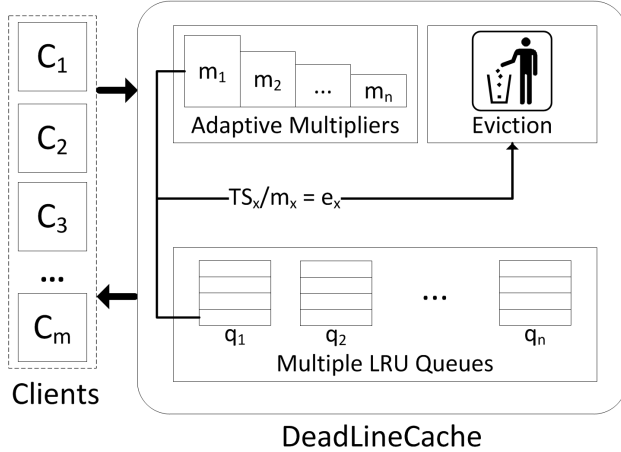 C1
C2
C3
...
Cm
Clients
m1
m2
...
mn
Adaptive Multipliers
Eviction
TSx/mx = ex
q1
q2
...
qn
Multiple LRU Queues
DeadLineCache